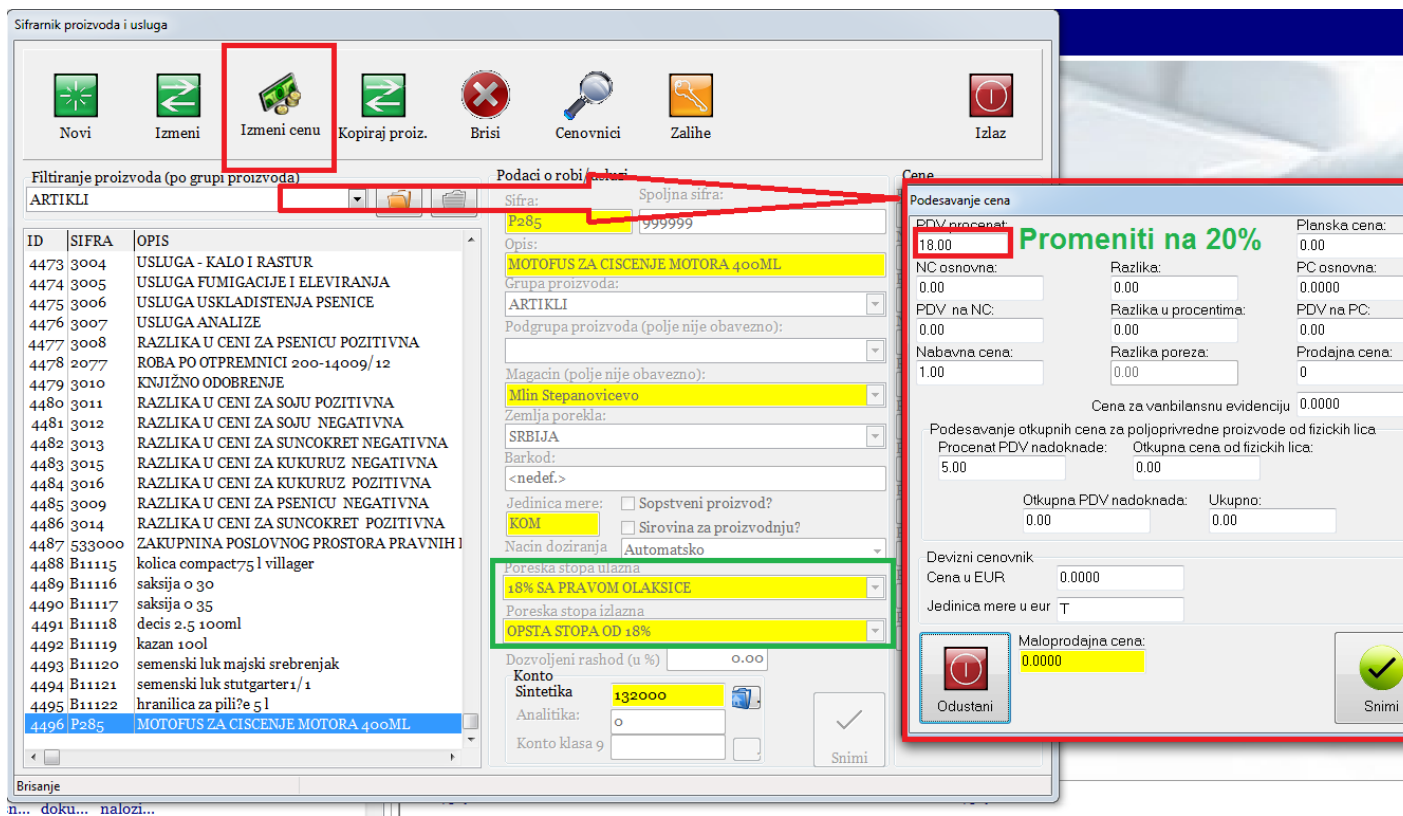 Sifrarnik proizvoda i usluga
Novi
Izmeni
Izmeni cenu
Kopiraj proiz.
Brisi
Cenovnici
Zalihe
Izlaz
Filtiranje proizvoda (po grupi proizvoda)
ARTIKLI
ID SIFRA OPIS
4473 3004 USLUGA - KALO I RASTUR
4474 3005 USLUGA FUMIGACIJE I ELEVIRANJA
4475 3006 USLUGA USKLADISTENJA PSENICE
4476 3007 USLUGA ANALIZE
4477 3008 RAZLIKA U CENI ZA PSENICU POZITIVNA
4478 2077 ROBA PO OTPREMNICI 200-14009/12
4479 3010 KNJIŽNO ODOBRENJE
4480 3011 RAZLIKA U CENI ZA SOJU POZITIVNA
4481 3012 RAZLIKA U CENI ZA SOJU NEGATIVNA
4482 3013 RAZLIKA U CENI ZA SUNCOKRET NEGATIVNA
4483 3015 RAZLIKA U CENI ZA KUKURUZ NEGATIVNA
4484 3016 RAZLIKA U CENI ZA KUKURUZ POZITIVNA
4485 3009 RAZLIKA U CENI ZA PSENICU NEGATIVNA
4486 3014 RAZLIKA U CENI ZA SUNCOKRET POZITIVNA
4487 533000 ZAKUPNINA POSLOVNOG PROSTORA PRAVNIH
4488 B11115 kolica compact75 l villager
4489 B11116 saksija o 30
4490 B11117 saksija o 35
4491 B11118 decis 2.5 100ml
4492 B11119 kazan 100l
4493 B11120 semenski luk majski srebrenjak
4494 B11121 semenski luk stutgarter1/1
4495 B11122 hranilica za pili?e 5 l
4496 P285 MOTOFUS ZA CISCENJE MOTORA 400ML
Brisanje
doku... nalozi...
Podaci o robi/usluzi
Sifra: Spoljna sifra:
P285 999999
Opis:
MOTOFUS ZA CISCENJE MOTORA 400ML
Grupa proizvoda:
ARTIKLI
Podgrupa proizvoda (polje nije obavezno):
Magacin (polje nije obavezno):
Mlin Stepanovicevo
Zemlja porekla:
SRBIJA
Barkod:
<nedef.>
Jedinica mere: Sopstveni proizvod?
KOM Sirovina za proizvodnju?
Nacin doziranja Automatsko
Poreska stopa ulazna
18% SA PRAVOM OLAKSICE
Poreska stopa izlazna
OPSTA STOPA OD 18%
Dozvoljeni rashod (u %) 0.00
Konto
Sintetika 132000
Analitika: 0
Konto klasa 9
Snimi
Cene
Podesavanje cena
PDV procenat: Planska cena:
18.00 Promeniti na 20% 0.00
NC osnovna: Razlika: PC osnovna:
0.00 0.00 0.0000
PDV na NC: Razlika u procentima: PDV na PC:
0.00 0.00 0.00
Nabavna cena: Razlika poreza: Prodajna cena:
1.00 0.00 0
Cena za vanbilansnu evidenciju 0.0000
Podesavanje otkupnih cena za poljoprivredne proizvode od fizickih lica
Procenat PDV nadoknade: Otkupna cena od fizickih lica:
5.00 0.00
Otkupna PDV nadoknada: Ukupno:
0.00 0.00
Devizni cenovnik
Cena u EUR 0.0000
Jedinica mere u eur T
Maloprodajna cena:
0.0000
Odustani
Snimi